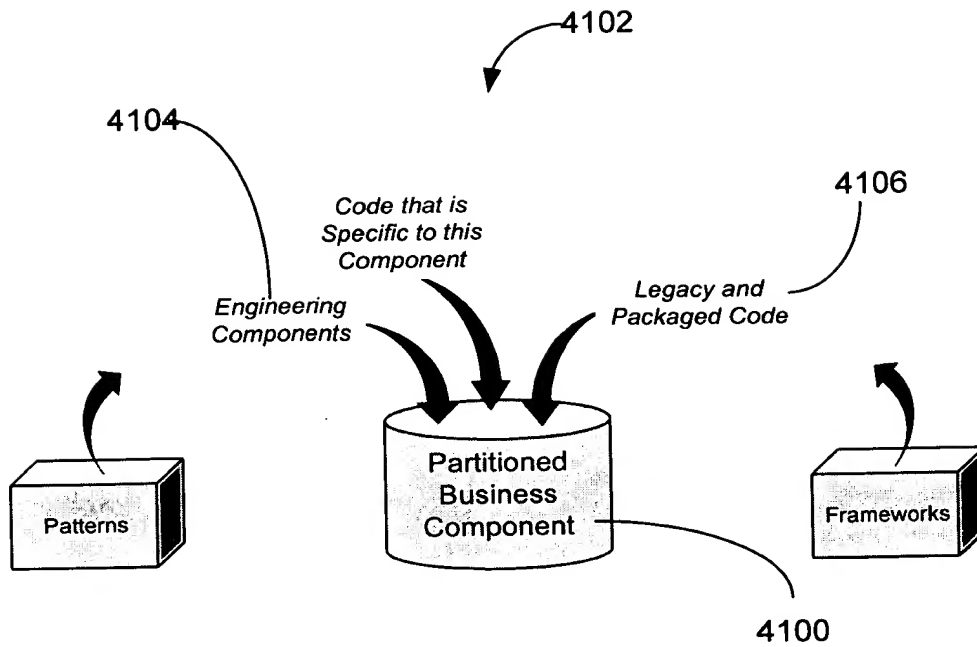 4102
4104
4106
Code that is
Specific to this
Component
Engineering
Components
Legacy and
Packaged Code
Partitioned
Business
Component
Patterns
Frameworks
4100